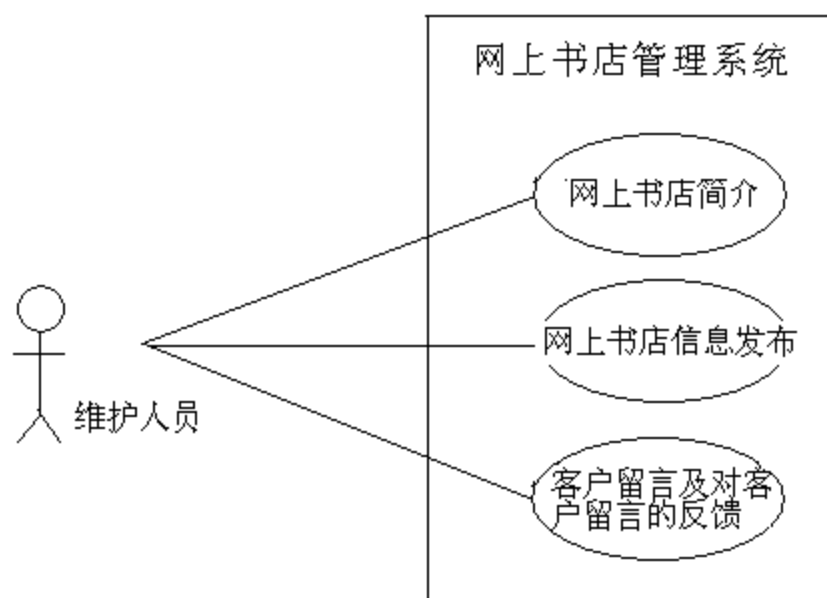 网上书店管理系统
网上书店简介
网上书店信息发布
维护人员
客户留言及对客
户留言的反馈